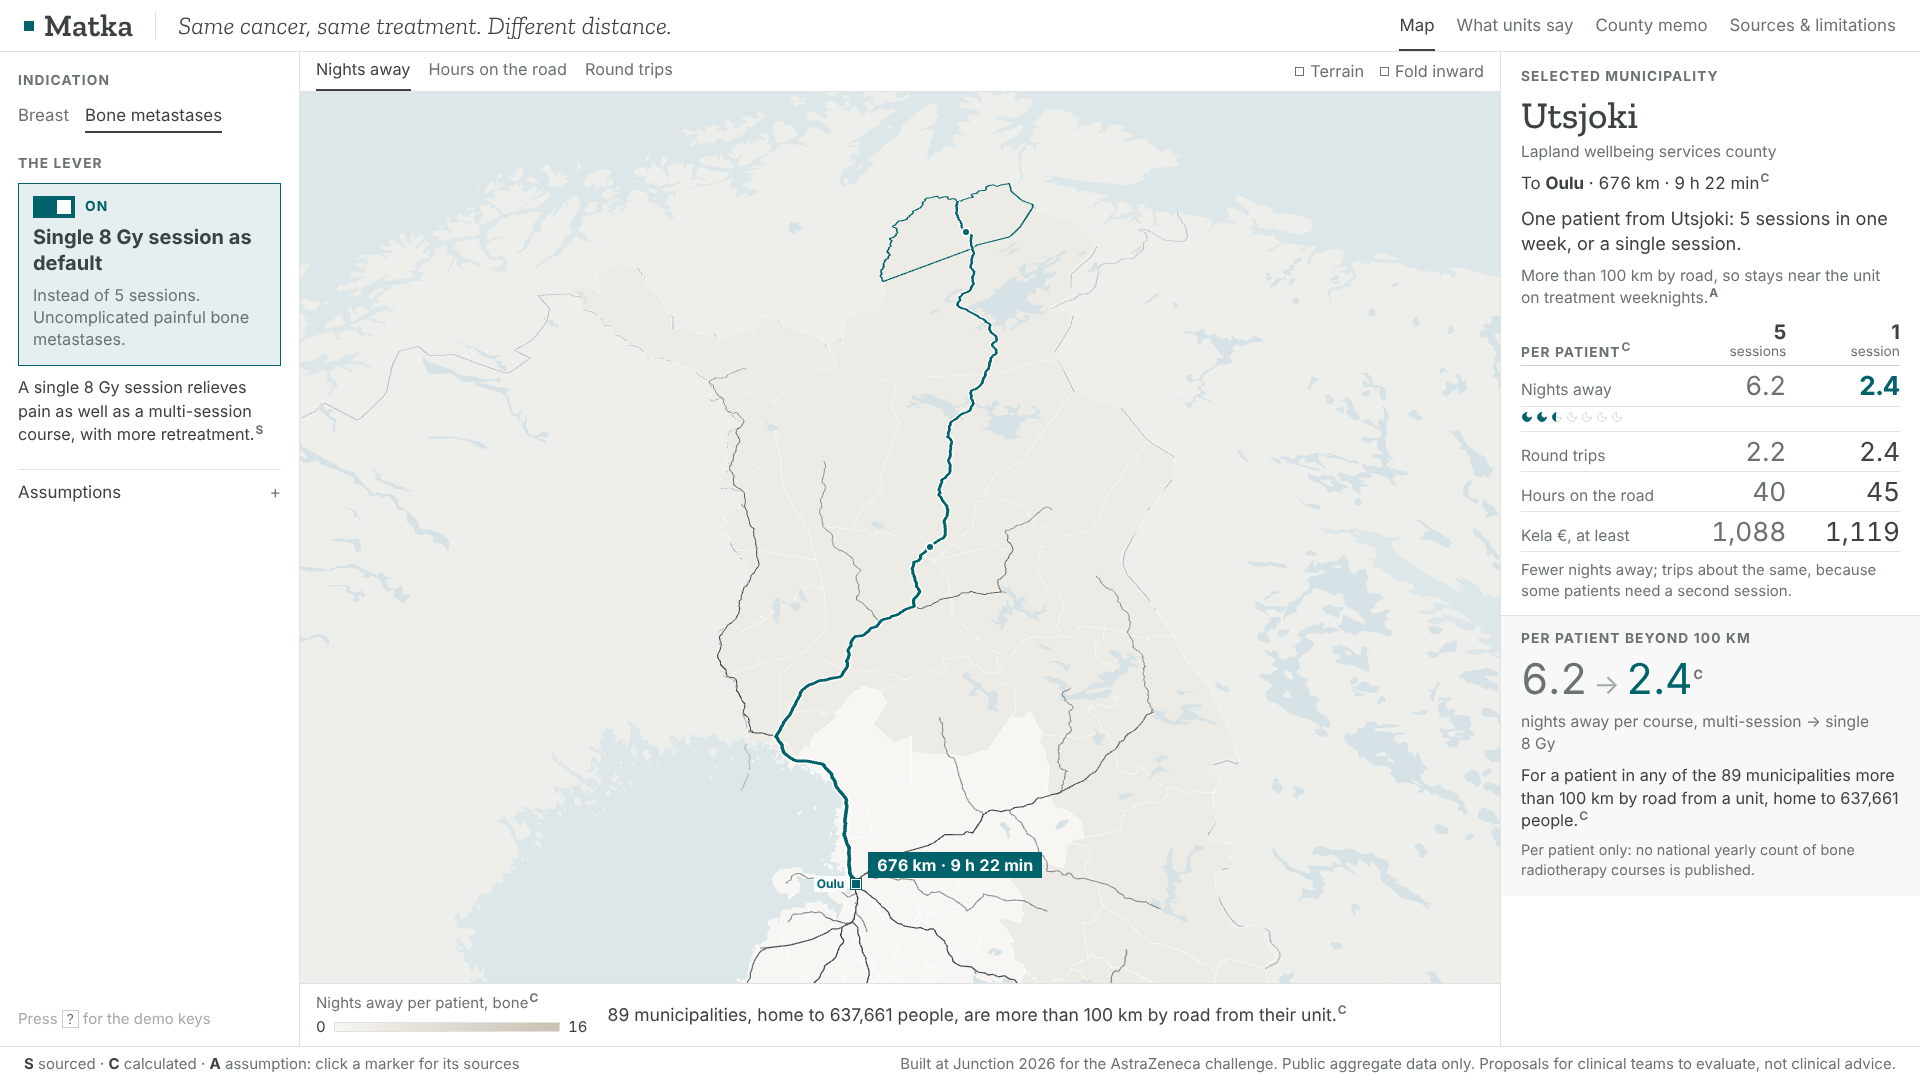 Matka
Same cancer, same treatment. Different distance.
Map
What units say
County memo
Sources & limitations
INDICATION
Breast
Bone metastases
THE LEVER
ON
Single 8 Gy session as
default
Instead of 5 sessions.
Uncomplicated painful bone
metastases.
A single 8 Gy session relieves
pain as well as a multi-session
course, with more retreatment.S
Assumptions +
Press ? for the demo keys
Nights away
Hours on the road
Round trips
Terrain
Fold inward
676 km · 9 h 22 min
Oulu
Nights away per patient, boneC
0 16
89 municipalities, home to 637,661 people, are more than 100 km by road from their unit.C
SELECTED MUNICIPALITY
Utsjoki
Lapland wellbeing services county
To Oulu · 676 km · 9 h 22 minC
One patient from Utsjoki: 5 sessions in one
week, or a single session.
More than 100 km by road, so stays near the unit
on treatment weeknights.A
5 1
PER PATIENTC sessions session
Nights away 6.2 2.4
Round trips 2.2 2.4
Hours on the road 40 45
Kela €, at least 1,088 1,119
Fewer nights away; trips about the same, because
some patients need a second session.
PER PATIENT BEYOND 100 KM
6.2 → 2.4C
nights away per course, multi-session → single
8 Gy
For a patient in any of the 89 municipalities more
than 100 km by road from a unit, home to 637,661
people.C
Per patient only: no national yearly count of bone
radiotherapy courses is published.
S sourced · C calculated · A assumption: click a marker for its sources
Built at Junction 2026 for the AstraZeneca challenge. Public aggregate data only. Proposals for clinical teams to evaluate, not clinical advice.